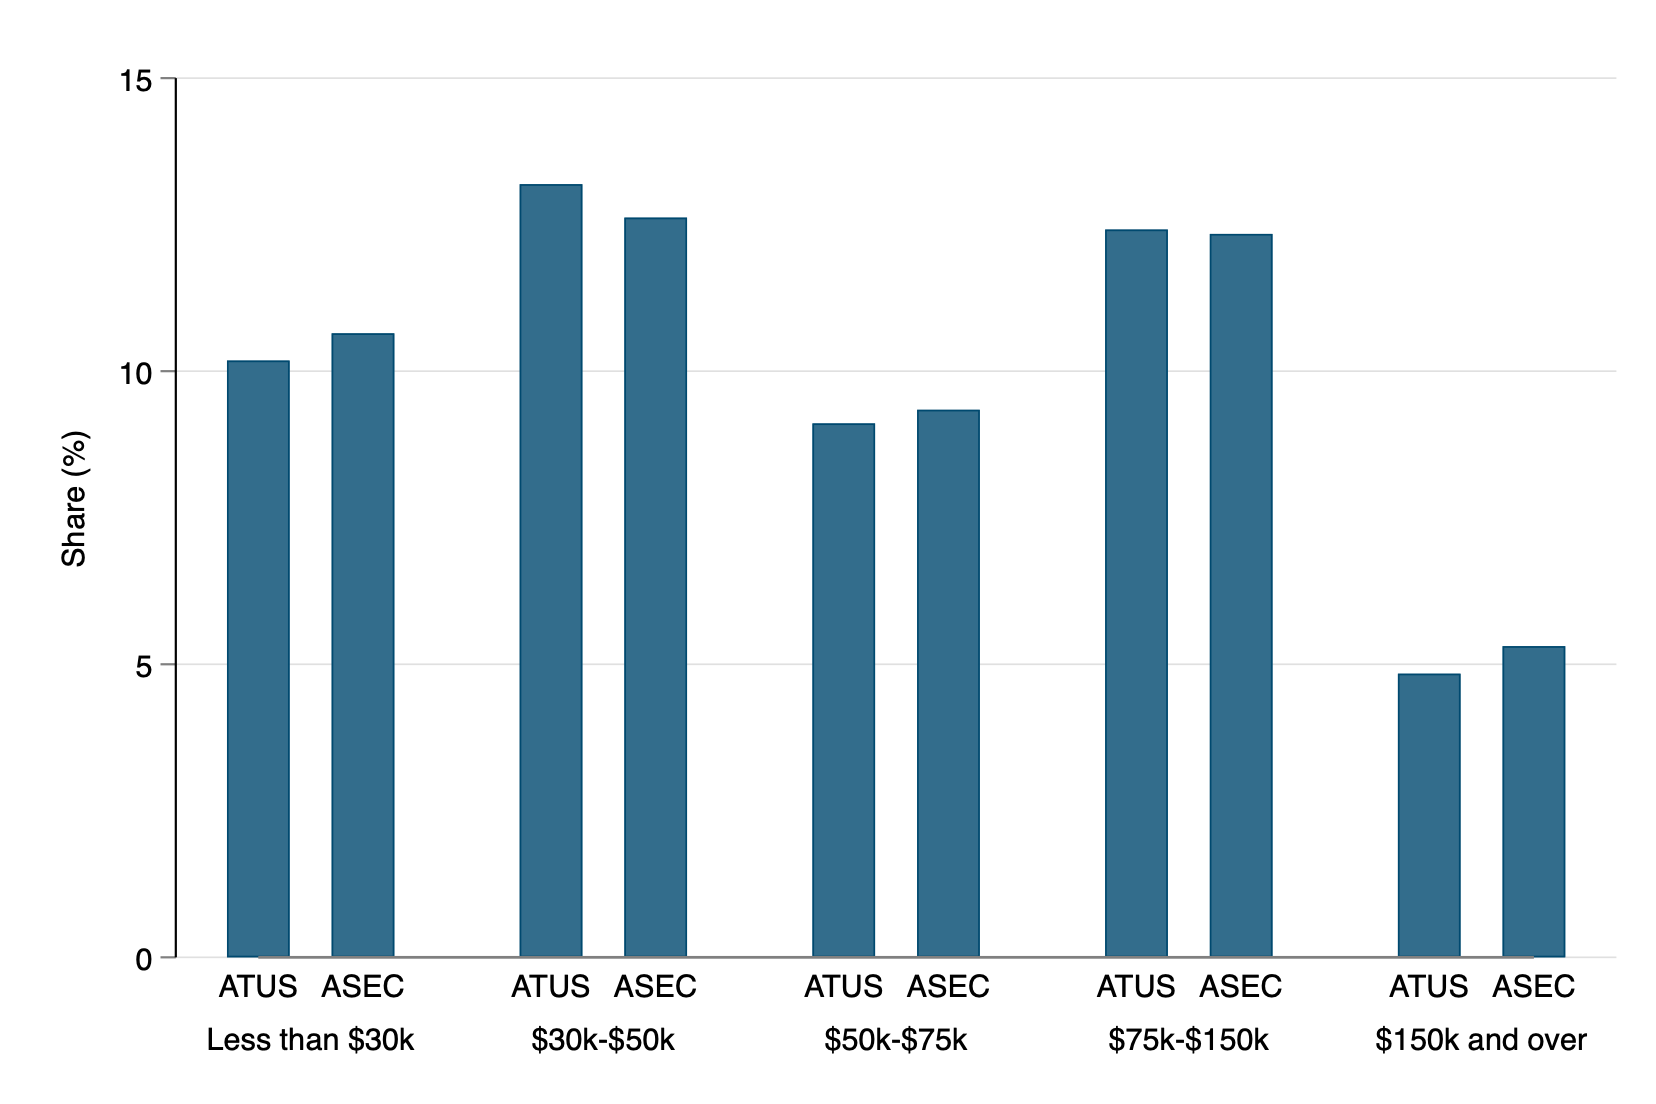 15
10
5
0
Share (%)
ATUS ASEC ATUS ASEC ATUS ASEC ATUS ASEC ATUS ASEC
Less than $30k $30k-$50k $50k-$75k $75k-$150k $150k and over